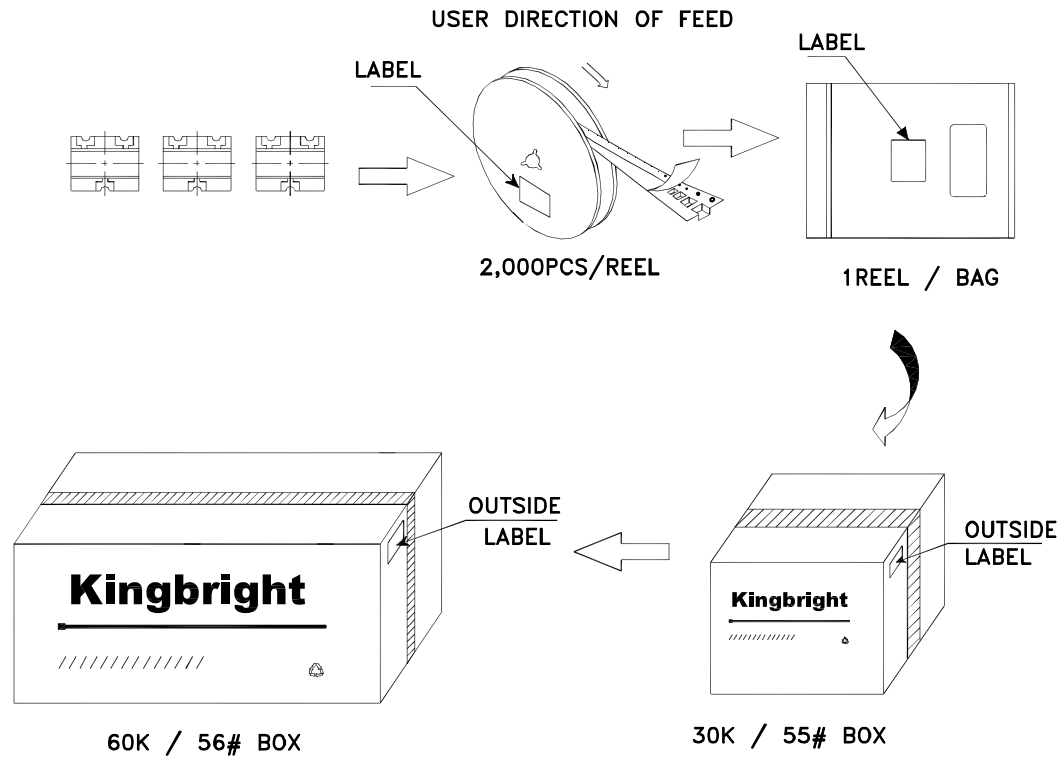 USER DIRECTION OF FEED
LABEL
LABEL
2,000PCS/REEL
1REEL / BAG
OUTSIDE
LABEL
OUTSIDE
LABEL
Kingbright
Kingbright
60K / 56# BOX
30K / 55# BOX